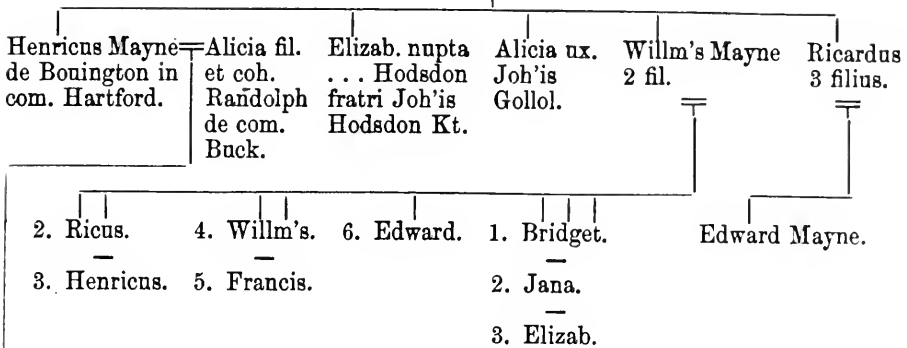 Henricus Mayne
de Bonington in
com. Hartford.
Alicia fil.
et coh.
Randolph
de com.
Buck.
Elizab. nupta
. . . Hodsdon
fratri Joh'is
Hodsdon Kt.
Alicia ux.
Joh'is
Gollol.
Willm's Mayne
2 fil.
Ricardus
3 filius.
2. Ricus. 4. Willm's. 6. Edward. 1. Bridget. Edward Mayne.
3. Henricus. 5. Francis. 2. Jana.
3. Elizab.